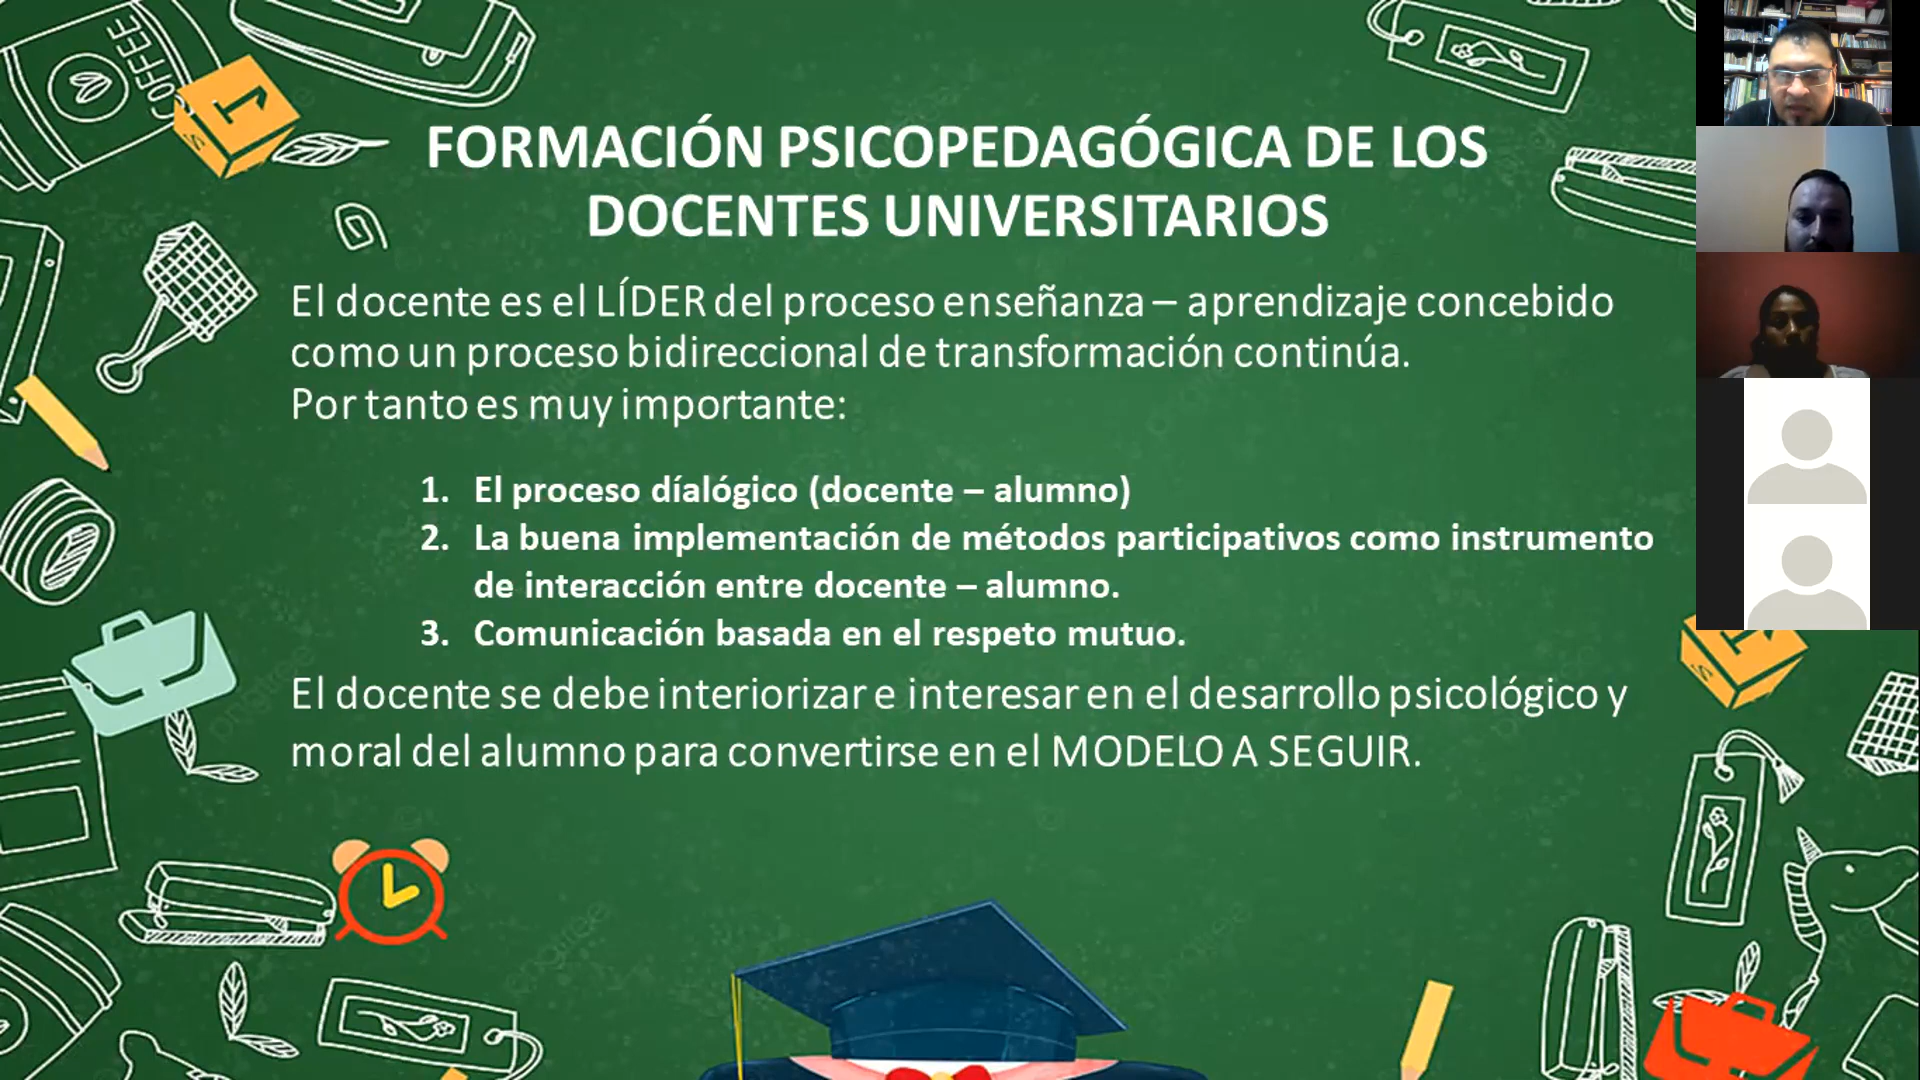 COFFEE
FORMACIÓN PSICOPEDAGÓGICA DE LOS
DOCENTES UNIVERSITARIOS
El docente es el LÍDER del proceso enseñanza – aprendizaje concebido
como un proceso bidireccional de transformación continúa.
Por tanto es muy importante:
1. El proceso díalógico (docente – alumno)
2. La buena implementación de métodos participativos como instrumento
de interacción entre docente – alumno.
3. Comunicación basada en el respeto mutuo.
El docente se debe interiorizar e interesar en el desarrollo psicológico y
moral del alumno para convertirse en el MODELO A SEGUIR.